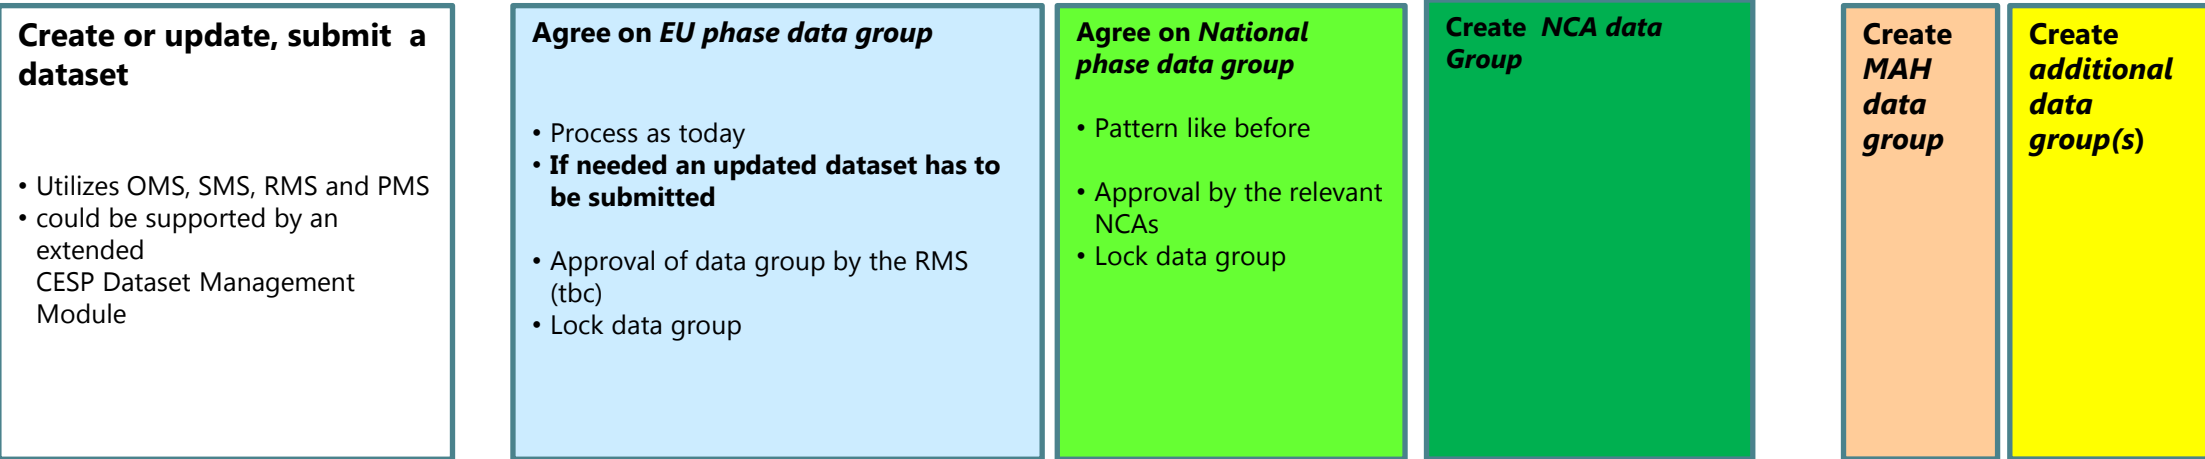 Create or update, submit  a
dataset
• Utilizes OMS, SMS, RMS and PMS
• could be supported by an
extended
CESP Dataset Management
Module
Agree on EU phase data group
• Process as today
• If needed an updated dataset has to
be submitted
• Approval of data group by the RMS
(tbc)
• Lock data group
Agree on National
phase data group
• Pattern like before
• Approval by the relevant
NCAs
• Lock data group
Create  NCA data
Group
Create
MAH
data
group
Create
additional
data
group(s)